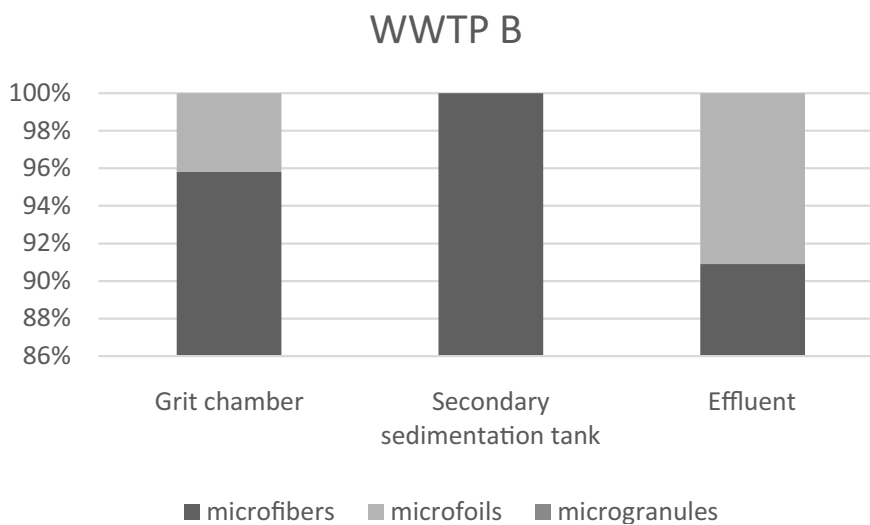 WWTP B
100%
98%
96%
94%
92%
90%
88%
86%
Grit chamber
Secondary
sedimentation tank
Effluent
microfibers microfoils microgranules